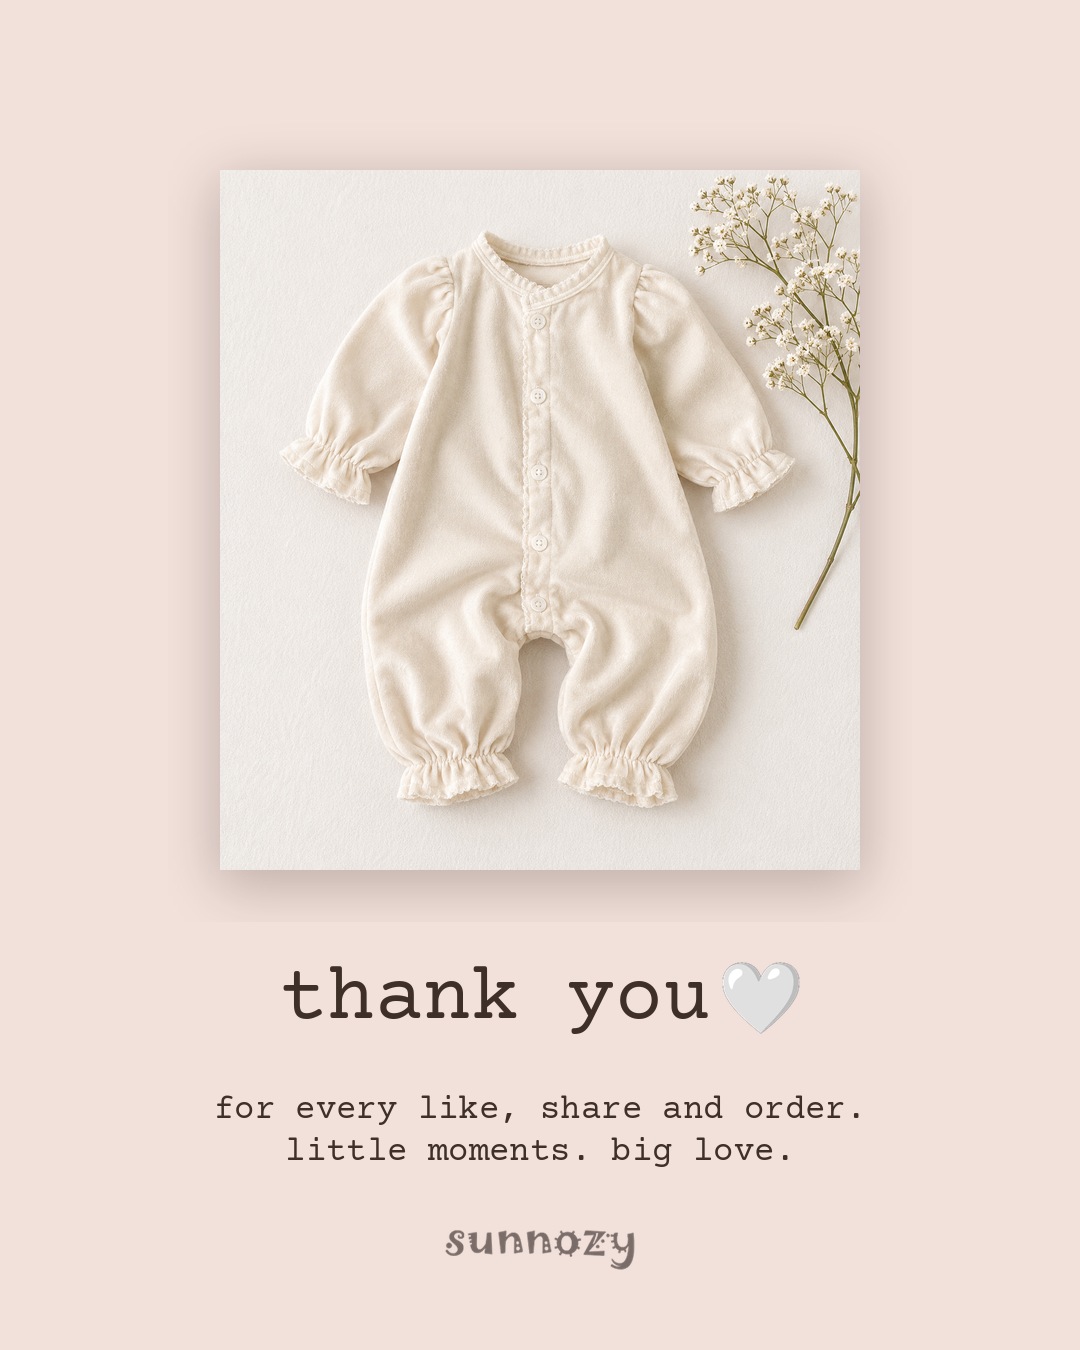 thank you🤍
for every like, share and order.
little moments. big love.
sunnozy